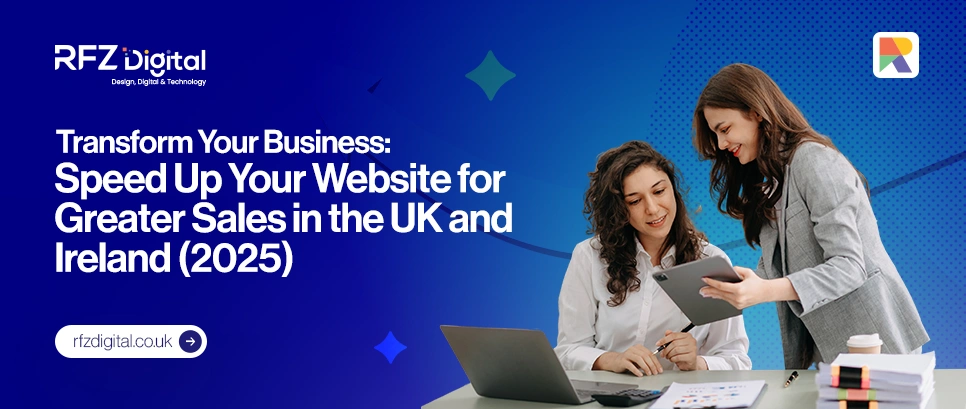 RFZ Digital
Design, Digital & Technology
Transform Your Business:
Speed Up Your Website for
Greater Sales in the UK and
Ireland (2025)
rfzdigital.co.uk